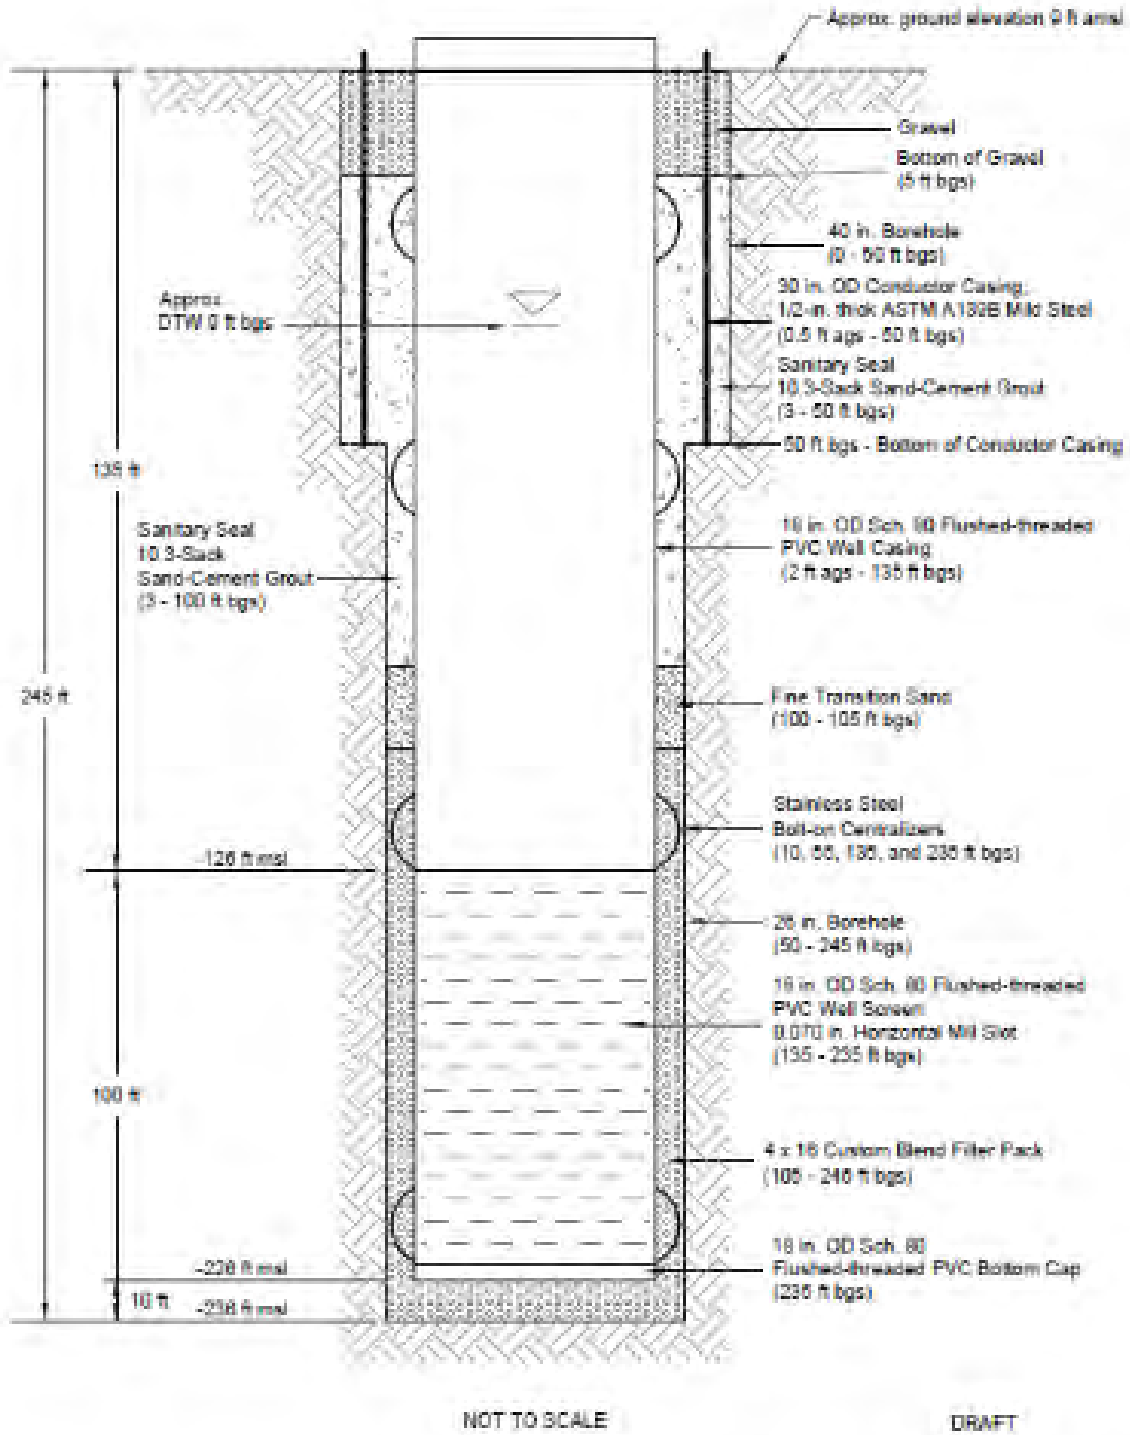 Approx. ground elevation 9 ft amsl
Gravel
Bottom of Gravel
(5 ft bgs)
40 in. Borehole
(0 - 50 ft bgs)
30 in. OD Conductor Casing,
1/2-in. thick ASTM A139B Mild Steel
(0.5 ft ags - 50 ft bgs)
Approx.
DTW 9 ft bgs
Sanitary Seal
10.3-Sack Sand-Cement Grout
(3 - 50 ft bgs)
50 ft bgs - Bottom of Conductor Casing
135 ft
Sanitary Seal
10.3-Sack
Sand-Cement Grout
(3 - 100 ft bgs)
in. OD Sch. 80 Flushed-threaded
PVC Well Casing
(2 ft ags - 135 ft bgs)
245 ft
Fine Transition Sand
(100 - 105 ft bgs)
Stainless Steel
Bolt-on Centralizers
(10, 135, and 235 ft bgs)
-126 ft msl
26 in. Borehole
(50 - 245 ft bgs)
in. OD Sch. 80 Flushed-threaded
PVC Well Screen
0.070 in. Horizontal Mill Slot
(135 - 235 ft bgs)
100 ft
4 x 16 Custom Blend Filter Pack
(105 - 245 ft bgs)
in. OD Sch. 80
Flushed-threaded PVC Bottom Cap
(235 ft bgs)
-226 ft msl
10 ft
-236 ft msl
NOT TO SCALE
DRAFT